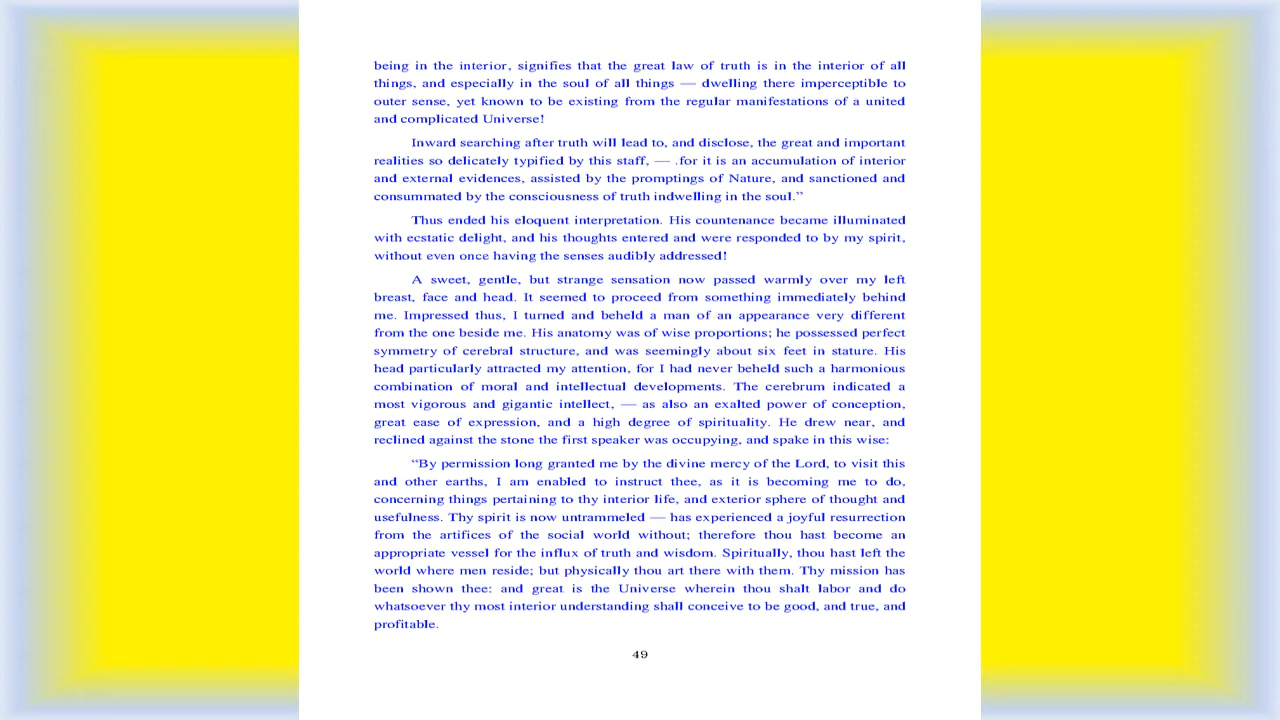 being in the interior, signifies that the great law of truth is in the interior of all
things, and especially in the soul of all things — dwelling there imperceptible to
outer sense, yet known to be existing from the regular manifestations of a united
and complicated Universe!
Inward searching after truth will lead to, and disclose, the great and important
realities so delicately typified by this staff, — .for it is an accumulation of interior
and external evidences, assisted by the promptings of Nature, and sanctioned and
consummated by the consciousness of truth indwelling in the soul.”
Thus ended his eloquent interpretation. His countenance became illuminated
with ecstatic delight, and his thoughts entered and were responded to by my spirit,
without even once having the senses audibly addressed!
A sweet, gentle, but strange sensation now passed warmly over my left
breast, face and head. It seemed to proceed from something immediately behind
me. Impressed thus, I turned and beheld a man of an appearance very different
from the one beside me. His anatomy was of wise proportions; he possessed perfect
symmetry of cerebral structure, and was seemingly about six feet in stature. His
head particularly attracted my attention, for I had never beheld such a harmonious
combination of moral and intellectual developments. The cerebrum indicated a
most vigorous and gigantic intellect, — as also an exalted power of conception,
great ease of expression, and a high degree of spirituality. He drew near, and
reclined against the stone the first speaker was occupying, and spake in this wise:
“By permission long granted me by the divine mercy of the Lord, to visit this
and other earths, I am enabled to instruct thee, as it is becoming me to do,
concerning things pertaining to thy interior life, and exterior sphere of thought and
usefulness. Thy spirit is now untrammeled — has experienced a joyful resurrection
from the artifices of the social world without; therefore thou hast become an
appropriate vessel for the influx of truth and wisdom. Spiritually, thou hast left the
world where men reside; but physically thou art there with them. Thy mission has
been shown thee: and great is the Universe wherein thou shalt labor and do
whatsoever thy most interior understanding shall conceive to be good, and true, and
profitable.
49